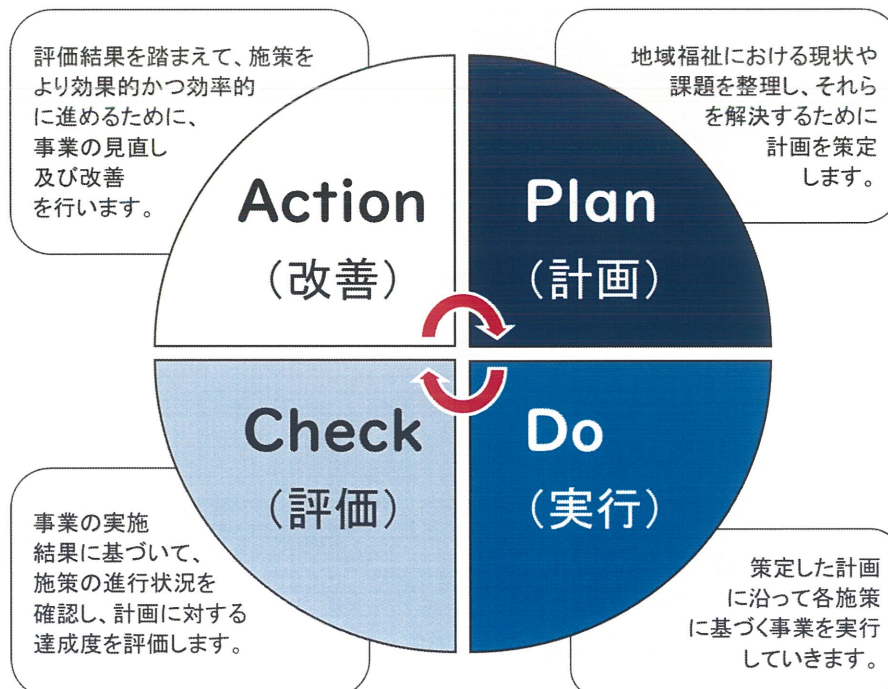 評価結果を踏まえて、施策を
より効果的かつ効率的
に進めるために、
事業の見直し
及び改善
を行います。
地域福祉における現状や
課題を整理し、それら
を解決するために
計画を策定
します。
Action
（改善）
Plan
（計画）
Check
（評価）
Do
（実行）
事業の実施
結果に基づいて、
施策の進行状況を
確認し、計画に対する
達成度を評価します。
策定した計画
に沿って各施策
に基づく事業を実行
していきます。